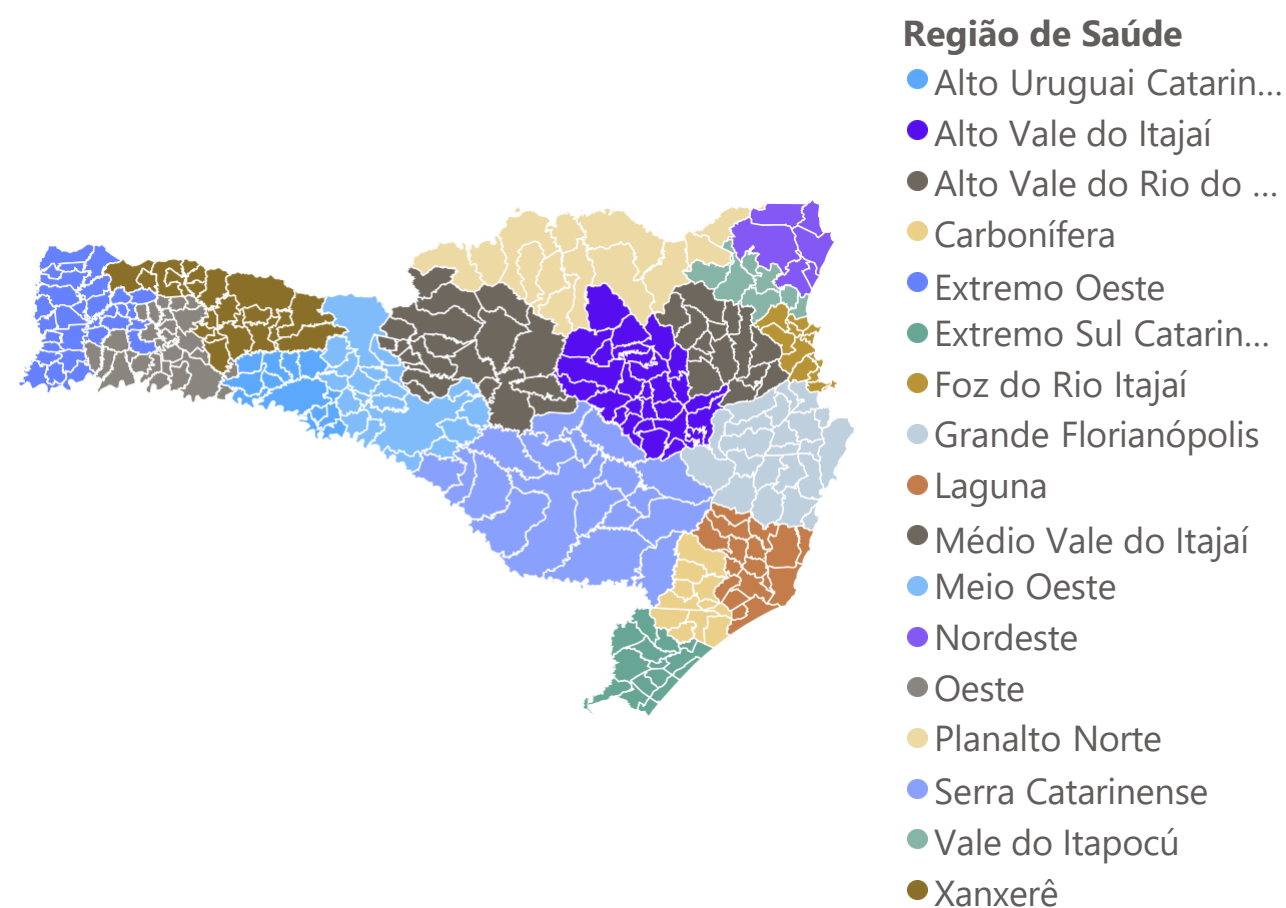 Região de Saúde
Alto Uruguai Catarin...
Alto Vale do Itajaí
Alto Vale do Rio do ...
Carbonífera
Extremo Oeste
Extremo Sul Catarin...
Foz do Rio Itajaí
Grande Florianópolis
Laguna
Médio Vale do Itajaí
Meio Oeste
Nordeste
Oeste
Planalto Norte
Serra Catarinense
Vale do Itapocú
Xanxerê